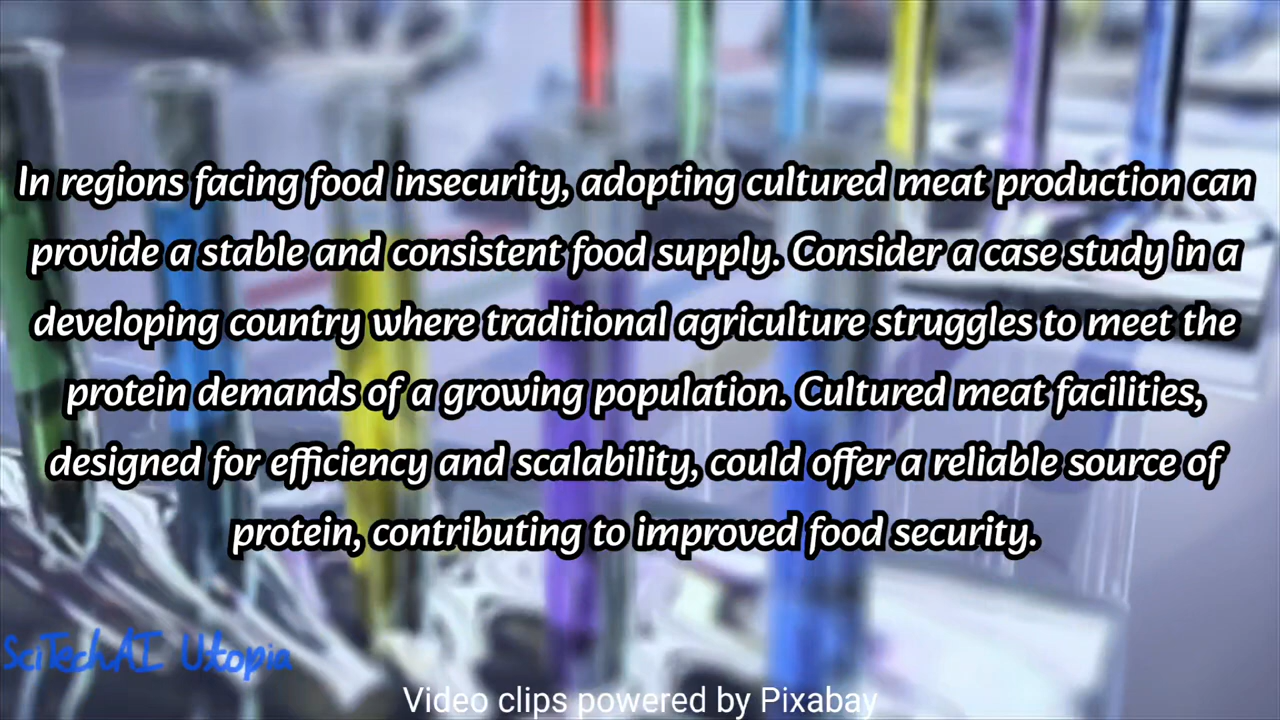 In regions facing food insecurity, adopting cultured meat production can
provide a stable and consistent food supply. Consider a case study in a
developing country where traditional agriculture struggles to meet the
protein demands of a growing population. Cultured meat facilities,
designed for efficiency and scalability, could offer a reliable source of
protein, contributing to improved food security.
SciTechAI Utopia
Video clips powered by Pixabay